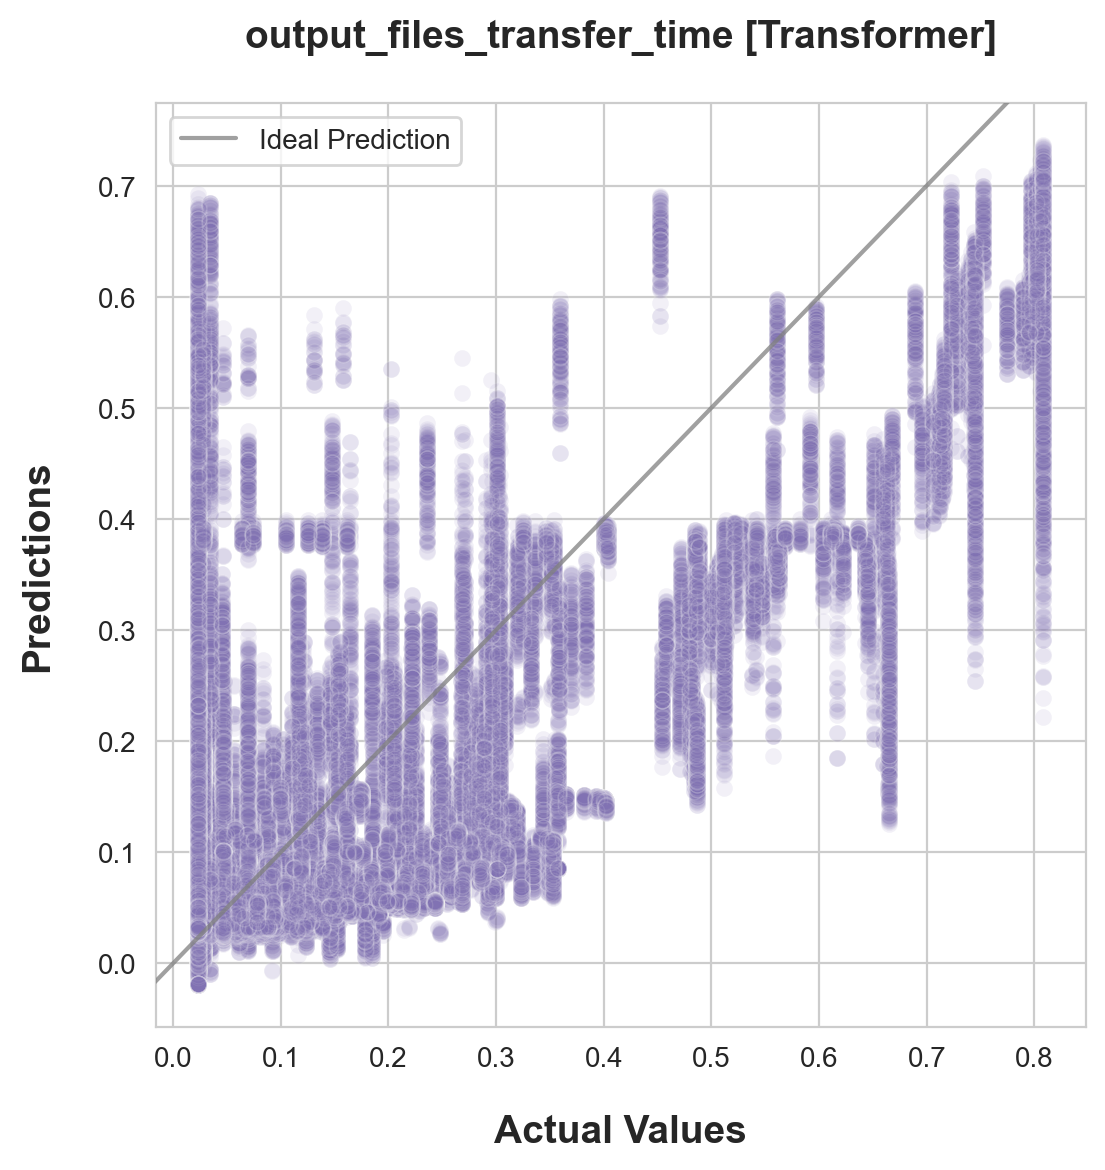 output_files_transfer_time [Transformer]
Ideal Prediction
0.7
0.6
0.5
0.4
0.3
0.2
0.1
0.0
Predictions
0.0 0.1 0.2 0.3 0.4 0.5 0.6 0.7 0.8
Actual Values